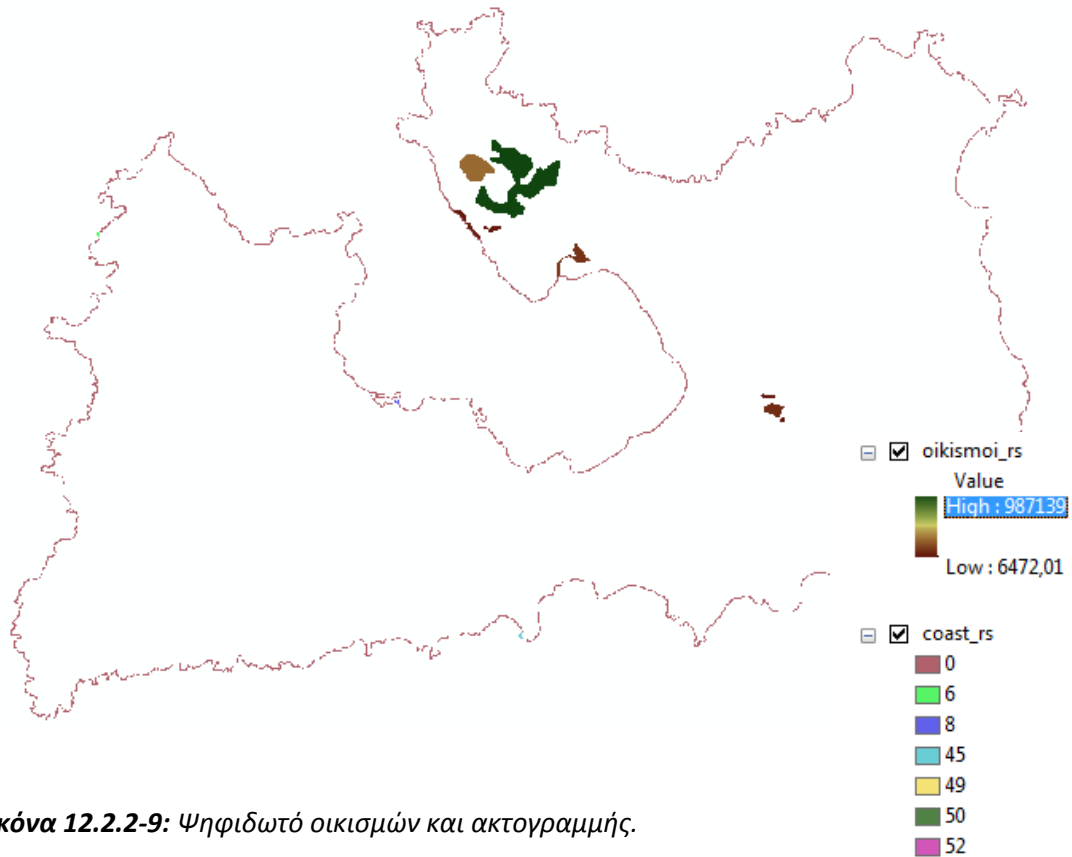 oikismoi_rs
Value
High : 987139
Low : 6472,01
coast_rs
0
6
8
45
49
50
52
κόνα 12.2.2-9: Ψηφιδωτό οικισμών και ακτογραμμής.